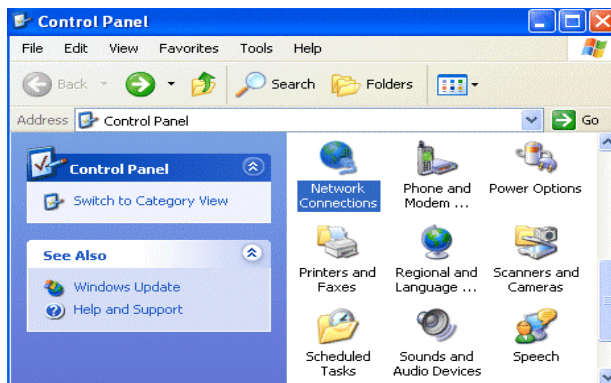 Control Panel
File Edit View Favorites Tools Help
Back Search Folders
Address Control Panel Go
Control Panel
Switch to Category View
See Also
Windows Update
Help and Support
Network
Connections
Phone and
Modem ...
Power Options
Printers and
Faxes
Regional and
Language ...
Scanners and
Cameras
Scheduled
Tasks
Sounds and
Audio Devices
Speech